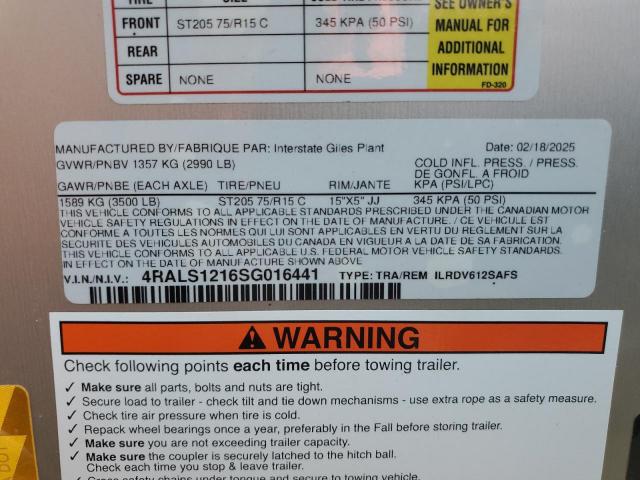 FRONT ST205 75/R15 C 345 KPA (50 PSI)
REAR
SPARE NONE NONE
SEE OWNER'S
MANUAL FOR
ADDITIONAL
INFORMATION
FD-320
MANUFACTURED BY/FABRIQUE PAR: Interstate Giles Plant Date: 02/18/2025
GVWR/PNBV 1357 KG (2990 LB) COLD INFL. PRESS. / PRESS.
DE GONFL. A FROID
GAWR/PNBE (EACH AXLE) TIRE/PNEU RIM/JANTE KPA (PSI/LPC)
1589 KG (3500 LB) ST205 75/R15 C 15"X5" JJ 345 KPA (50 PSI)
THIS VEHICLE CONFORMS TO ALL APPLICABLE STANDARDS PRESCRIBED UNDER THE CANADIAN MOTOR
VEHICLE SAFETY REGULATIONS IN EFFECT ON THE DATE OF MANUFACTURE. / CE VEHICULE EST
CONFORME A TOUTES LES NORMES QUI LUI SONT APPLICABLES EN VERTU DU REGLEMENT SUR LA
SECURITE DES VEHICULES AUTOMOBILES DU CANADA EN VIGUEUR A LA DATE DE SA FABRICATION.
THIS VEHICLE CONFORMS TO ALL APPLICABLE U.S. FEDERAL MOTOR VEHICLE SAFETY STANDARDS
IN EFFECT ON DATE OF MANUFACTURE SHOWN ABOVE
V.I.N./N.I.V.: 4RALS1216SG016441 TYPE: TRA/REM ILRDV612SAFS
WARNING
Check following points each time before towing trailer.
✓ Make sure all parts, bolts and nuts are tight.
✓ Secure load to trailer - check tilt and tie down mechanisms - use extra rope as a safety measure.
✓ Check tire air pressure when tire is cold.
✓ Repack wheel bearings once a year, preferably in the Fall before storing trailer.
✓ Make sure you are not exceeding trailer capacity.
✓ Make sure the coupler is securely latched to the hitch ball.
Check each time you stop & leave trailer.
✓ Cross safety chains under tongue and secure to towing vehicle.